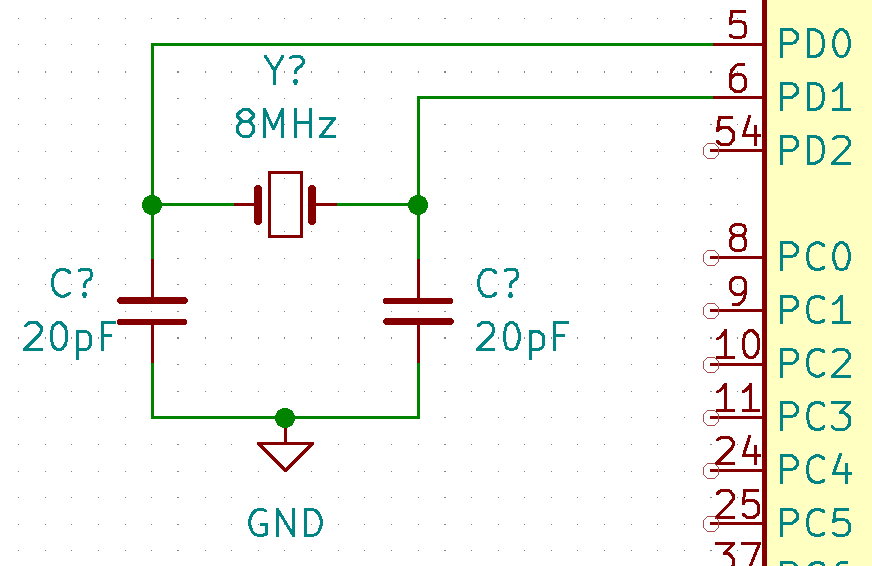 5
PD0
Y?
8MHz
6
PD1
54
PD2
8
PC0
C?
20pF
C?
20pF
9
PC1
10
PC2
11
PC3
24
PC4
GND
25
PC5
37